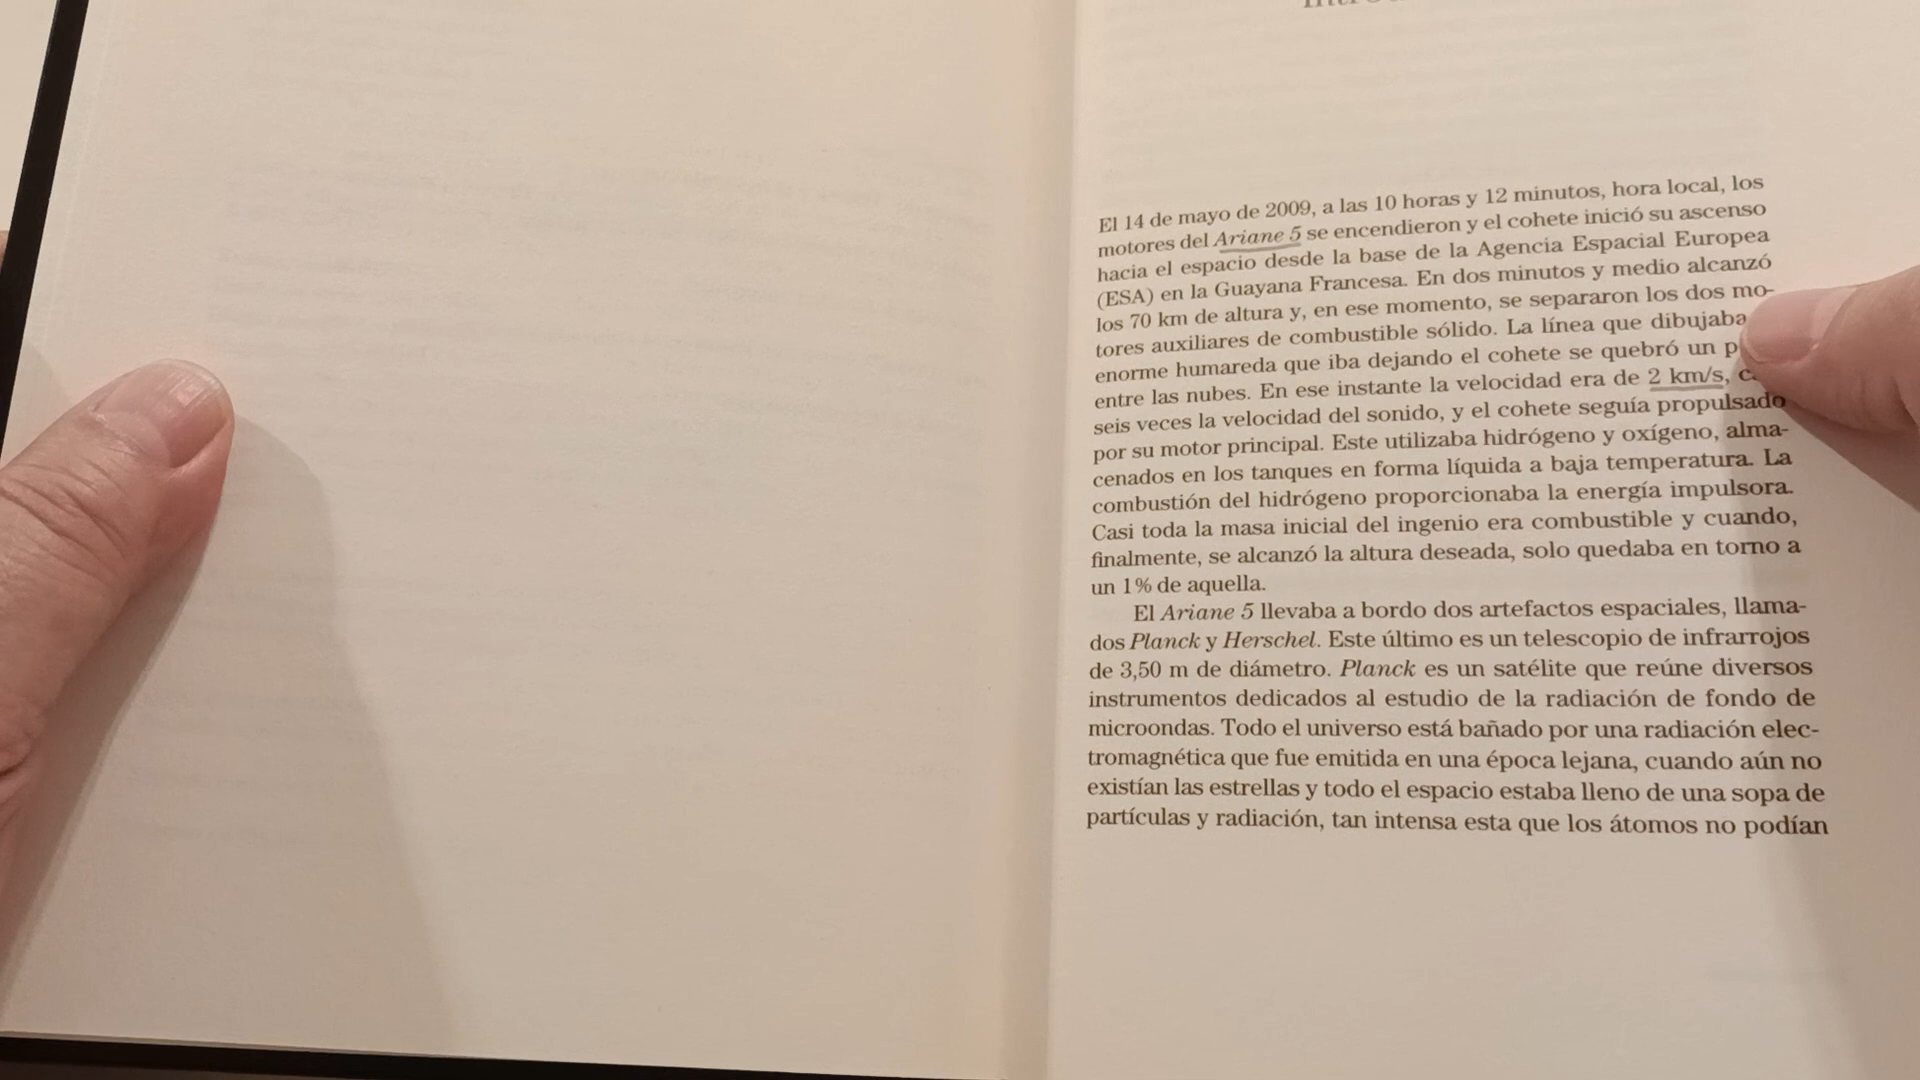 El 14 de mayo de 2009, a las 10 horas y 12 minutos, hora local, los
motores del Ariane 5 se encendieron y el cohete inició su ascenso
hacia el espacio desde la base de la Agencia Espacial Europea
(ESA) en la Guayana Francesa. En dos minutos y medio alcanzó
los 70 km de altura y, en ese momento, se separaron los dos mo-
tores auxiliares de combustible sólido. La línea que dibujaba
enorme humareda que iba dejando el cohete se quebró un
entre las nubes. En ese instante la velocidad era de 2 km/s,
seis veces la velocidad del sonido, y el cohete seguía propulsado
por su motor principal. Este utilizaba hidrógeno y oxígeno, alma-
cenados en los tanques en forma líquida a baja temperatura. La
combustión del hidrógeno proporcionaba la energía impulsora.
Casi toda la masa inicial del ingenio era combustible y cuando,
finalmente, se alcanzó la altura deseada, solo quedaba en torno a
un 1% de aquella.
El Ariane 5 llevaba a bordo dos artefactos espaciales, llama-
dos Planck y Herschel. Este último es un telescopio de infrarrojos
de 3,50 m de diámetro. Planck es un satélite que reúne diversos
instrumentos dedicados al estudio de la radiación de fondo de
microondas. Todo el universo está bañado por una radiación elec-
tromagnética que fue emitida en una época lejana, cuando aún no
existían las estrellas y todo el espacio estaba lleno de una sopa de
partículas y radiación, tan intensa esta que los átomos no podían